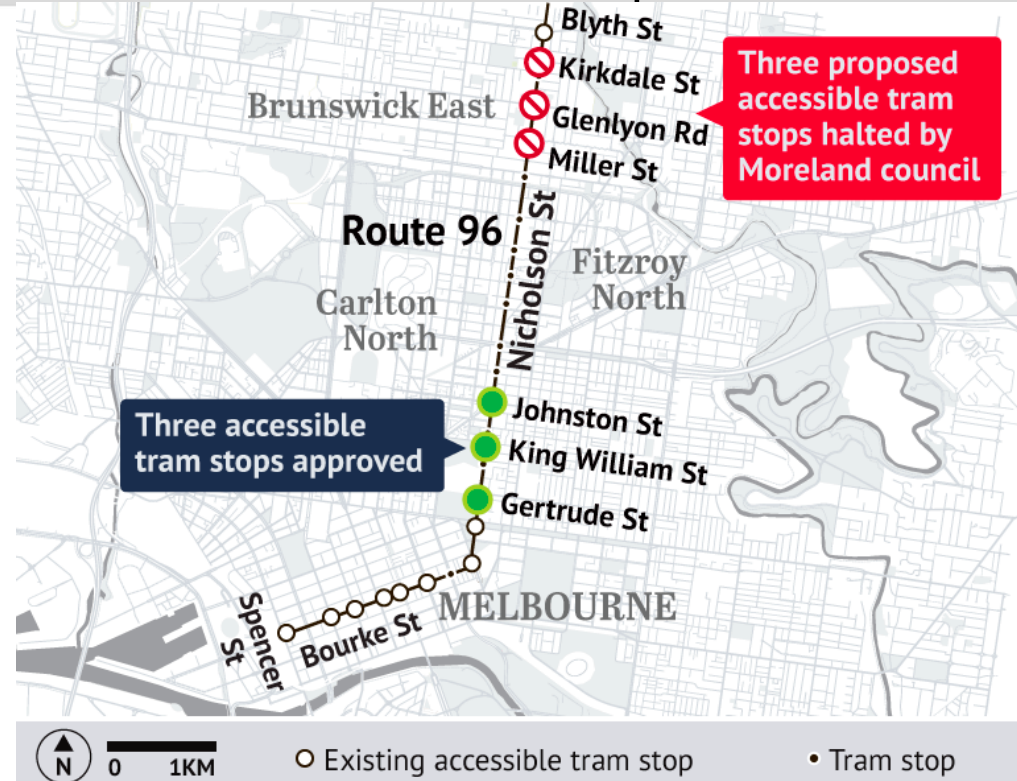 Blyth St
Kirkdale St
Three proposed
accessible tram
stops halted by
Moreland council
Brunswick East
Glenlyon Rd
Miller St
Route 96
Nicholson St
Fitzroy
North
Carlton
North
Three accessible
tram stops approved
Johnston St
King William St
Gertrude St
MELBOURNE
Spencer
St
Bourke St
N
0 1KM
Existing accessible tram stop
Tram stop